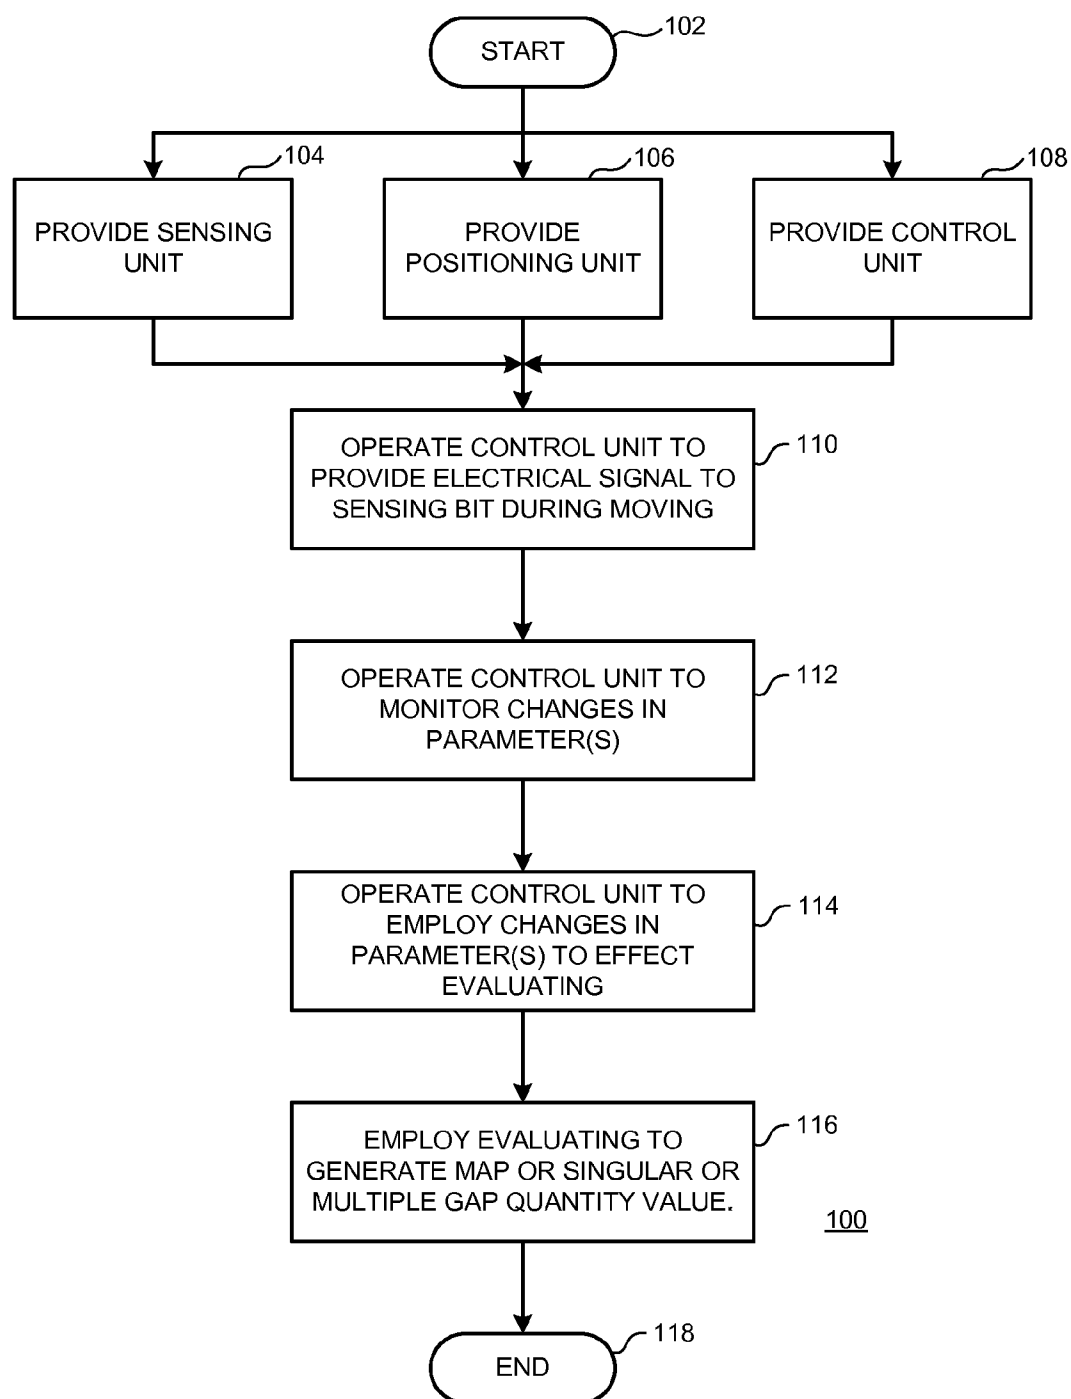 102
START
104
106
108
PROVIDE SENSING
UNIT
PROVIDE
POSITIONING UNIT
PROVIDE CONTROL
UNIT
110
OPERATE CONTROL UNIT TO
PROVIDE ELECTRICAL SIGNAL TO
SENSING BIT DURING MOVING
112
OPERATE CONTROL UNIT TO
MONITOR CHANGES IN
PARAMETER(S)
114
OPERATE CONTROL UNIT TO
EMPLOY CHANGES IN
PARAMETER(S) TO EFFECT
EVALUATING
116
EMPLOY EVALUATING TO
GENERATE MAP OR SINGULAR OR
MULTIPLE GAP QUANTITY VALUE.
100
118
END